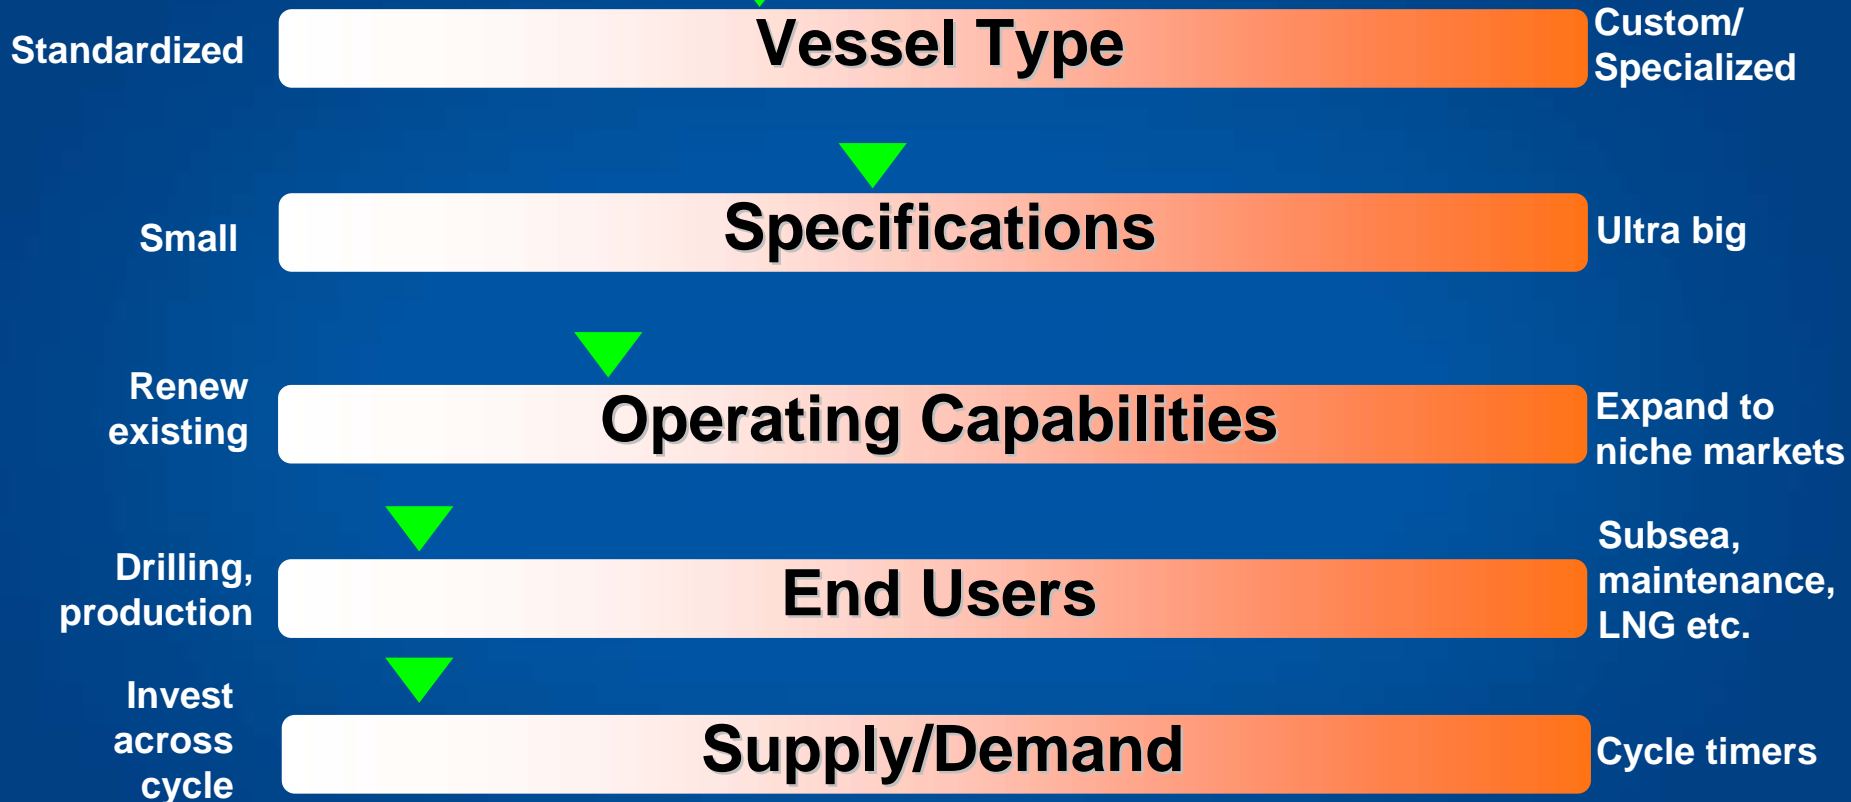 Standardized
Vessel Type
Custom/
Specialized
Small
Specifications
Ultra big
Renew
existing
Operating Capabilities
Expand to
niche markets
Drilling,
production
End Users
Subsea,
maintenance,
LNG etc.
Invest
across
cycle
Supply/Demand
Cycle timers